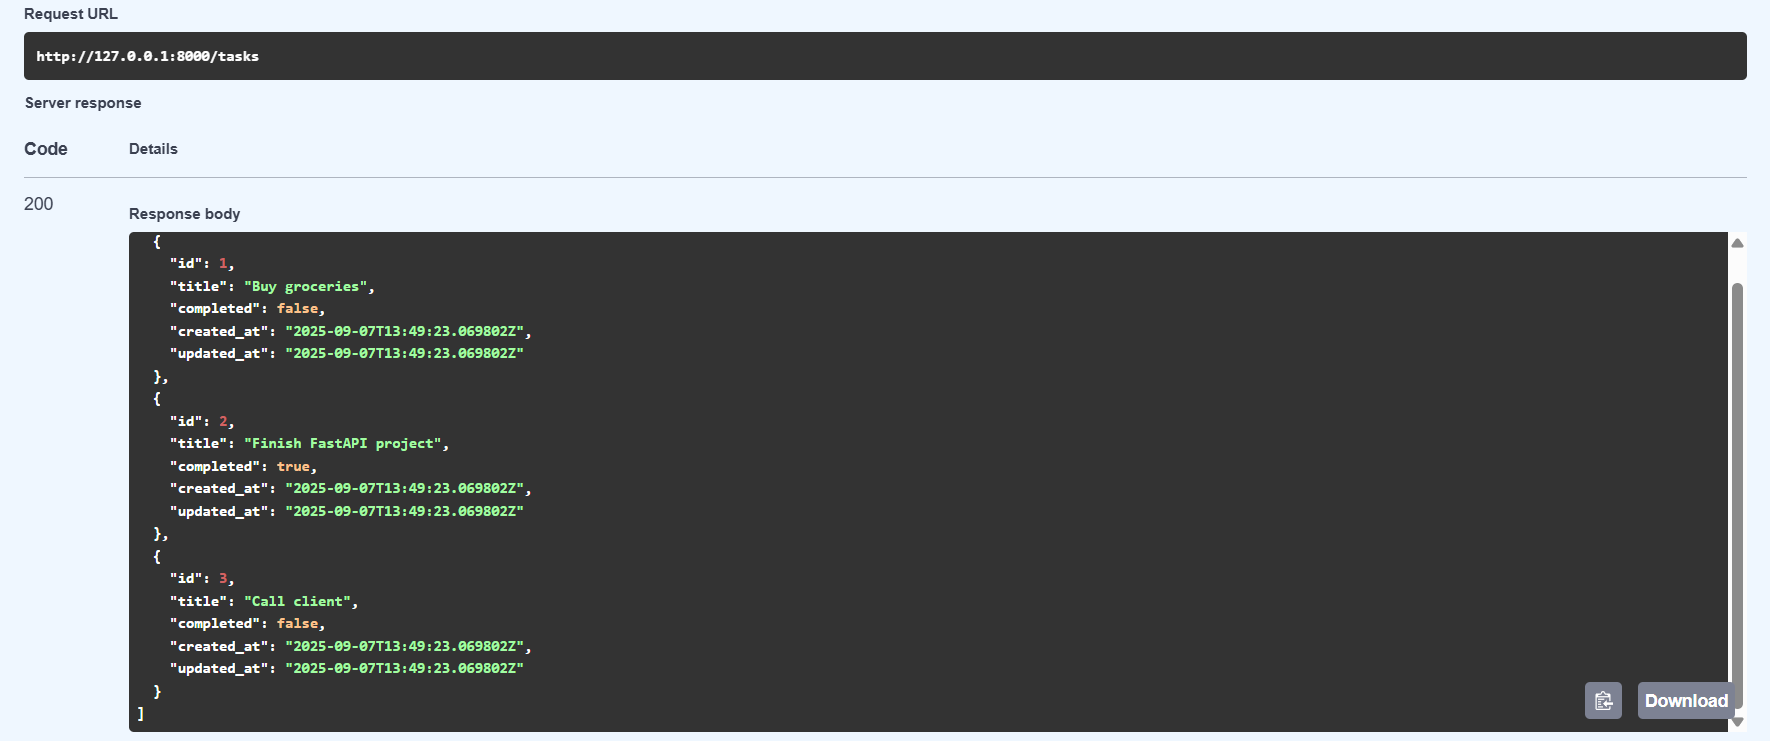 Request URL
http://127.0.0.1:8000/tasks
Server response
Code Details
200
Response body
{
"id": 1,
"title": "Buy groceries",
"completed": false,
"created_at": "2025-09-07T13:49:23.069802Z",
"updated_at": "2025-09-07T13:49:23.069802Z"
},
{
"id": 2,
"title": "Finish FastAPI project",
"completed": true,
"created_at": "2025-09-07T13:49:23.069802Z",
"updated_at": "2025-09-07T13:49:23.069802Z"
},
{
"id": 3,
"title": "Call client",
"completed": false,
"created_at": "2025-09-07T13:49:23.069802Z",
"updated_at": "2025-09-07T13:49:23.069802Z"
}
]
Download